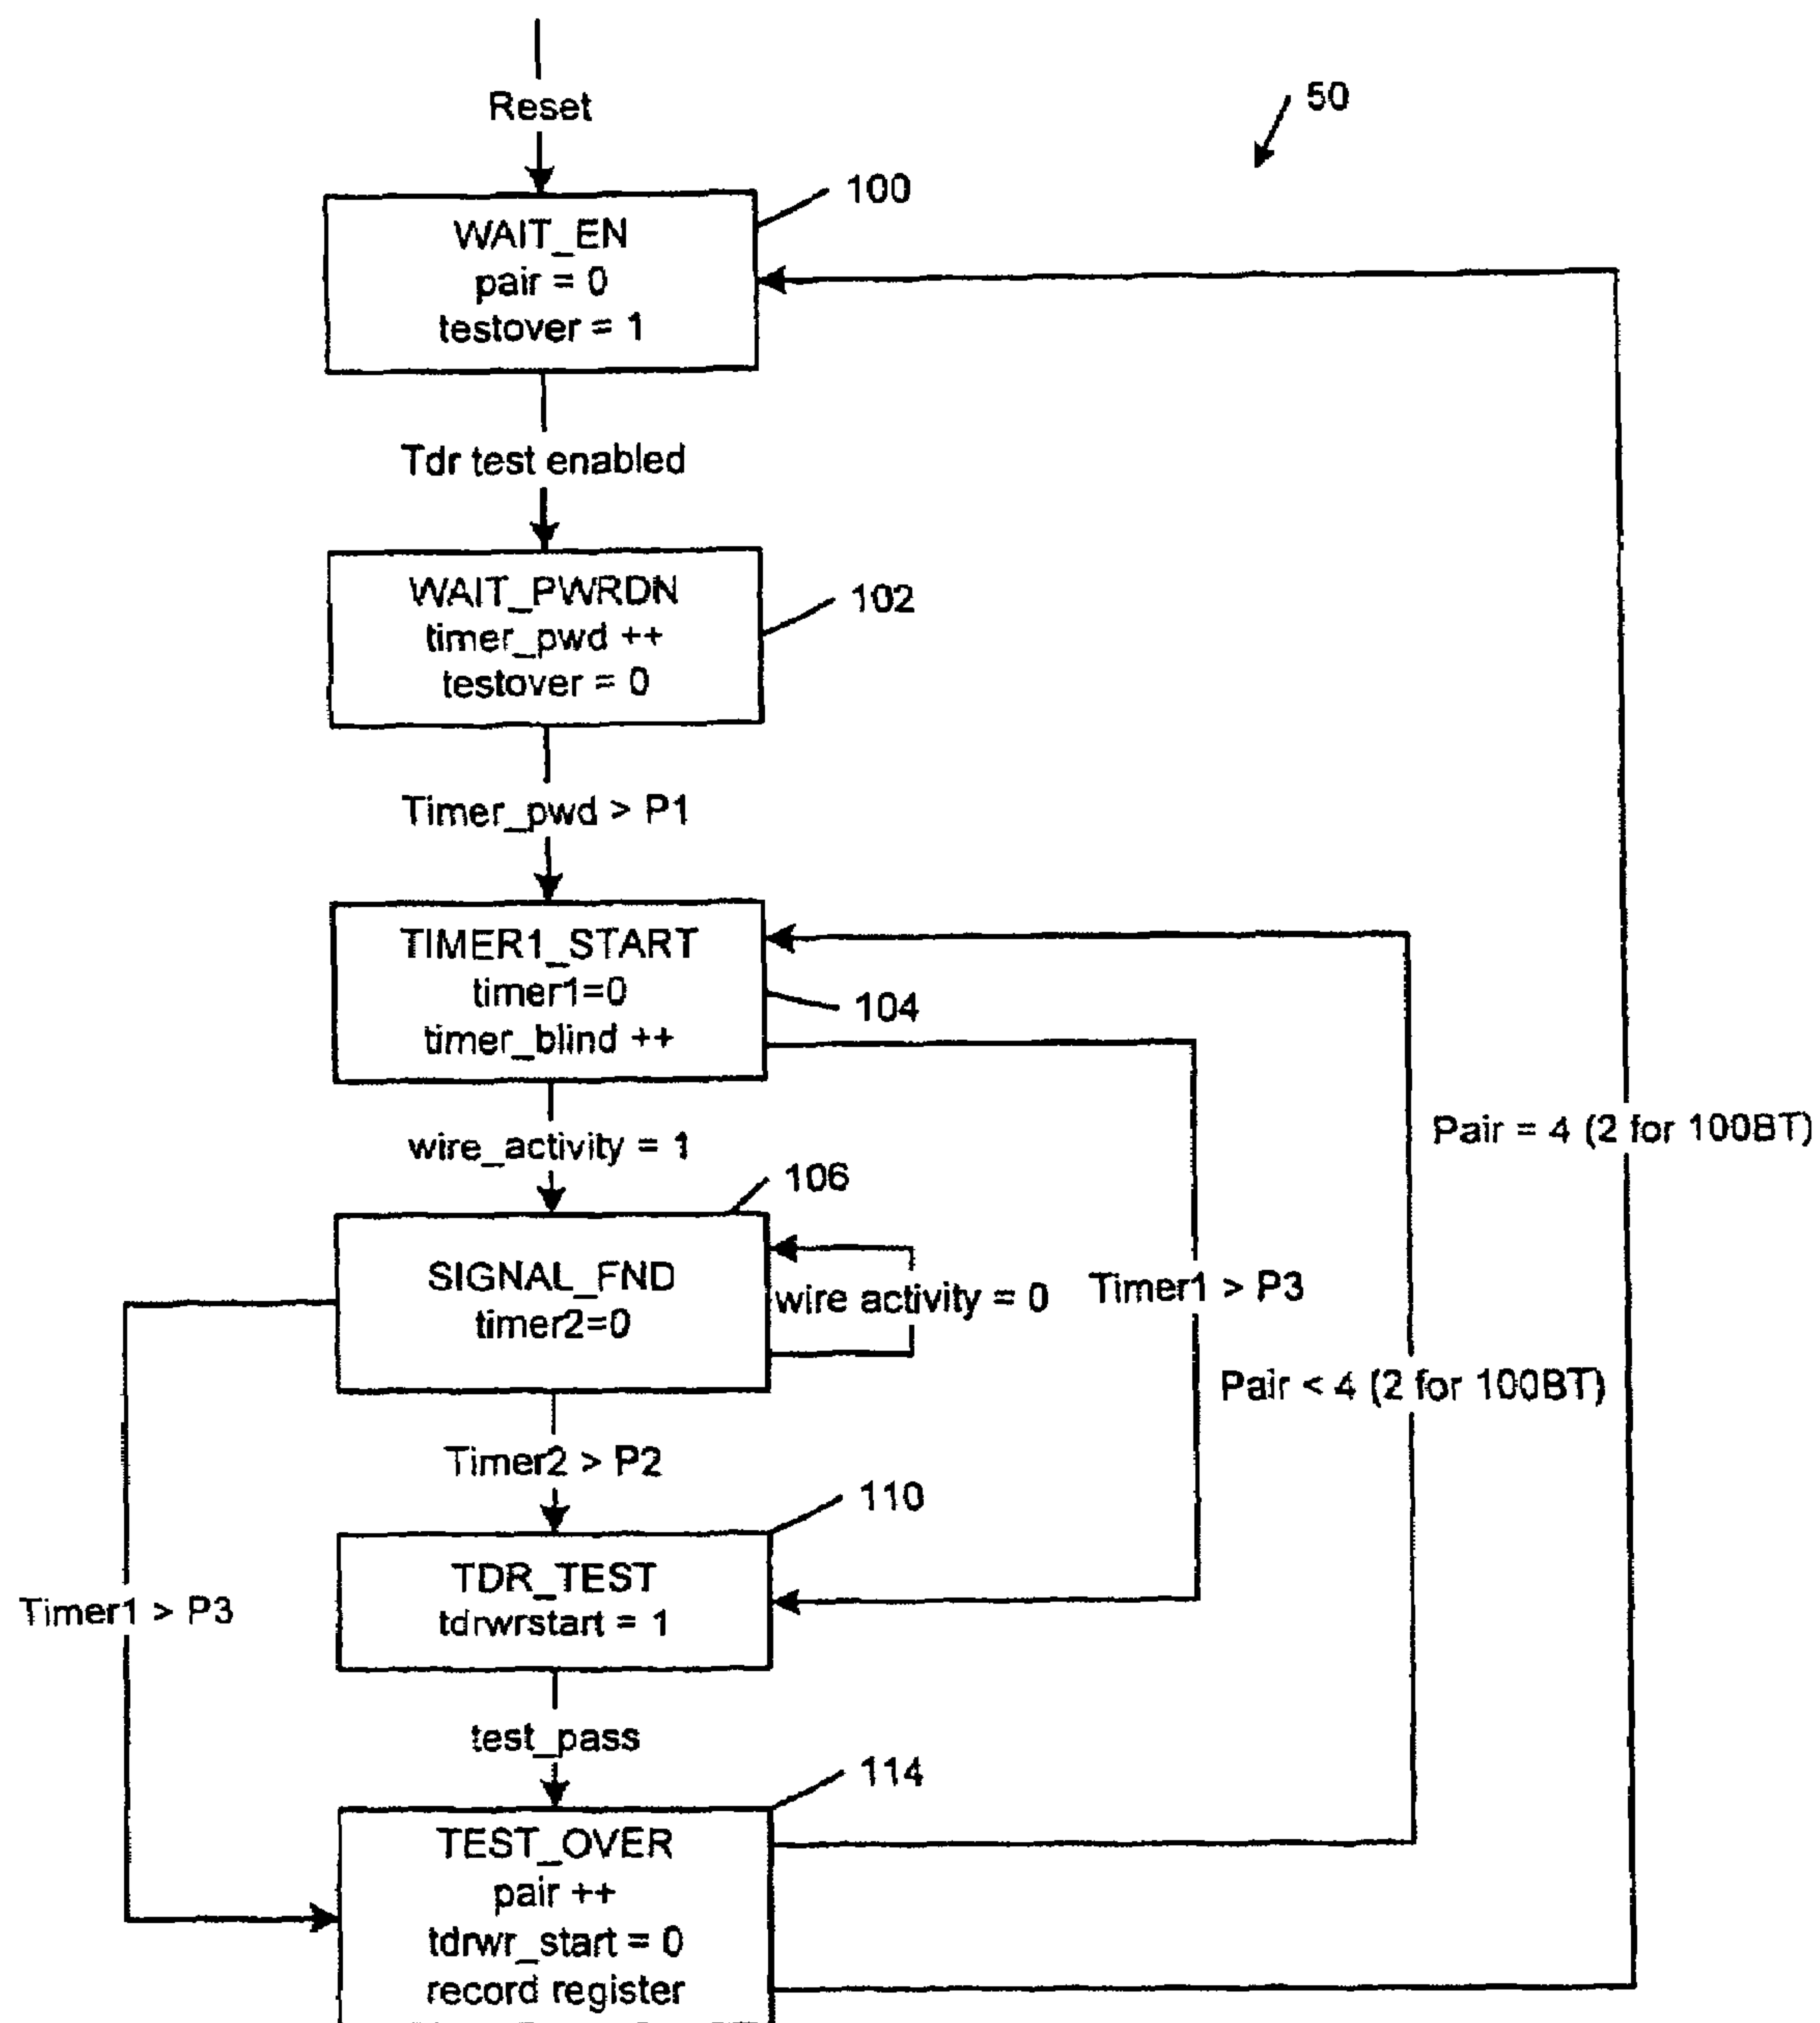 Reset
50
100
WAIT_EN
pair = 0
testover = 1
Tdr test enabled
102
WAIT_PWRDN
timer_pwd ++
testover = 0
Timer_pwd > P1
TIMER1_START
timer1=0
timer_blind ++
104
wire_activity = 1
Pair = 4 (2 for 100BT)
106
SIGNAL_FND
timer2=0
wire activity = 0
Timer1 > P3
Pair < 4 (2 for 100BT)
Timer2 > P2
110
TDR_TEST
tdrwrstart = 1
Timer1 > P3
test_pass
114
TEST_OVER
pair ++
tdrwr_start = 0
record register